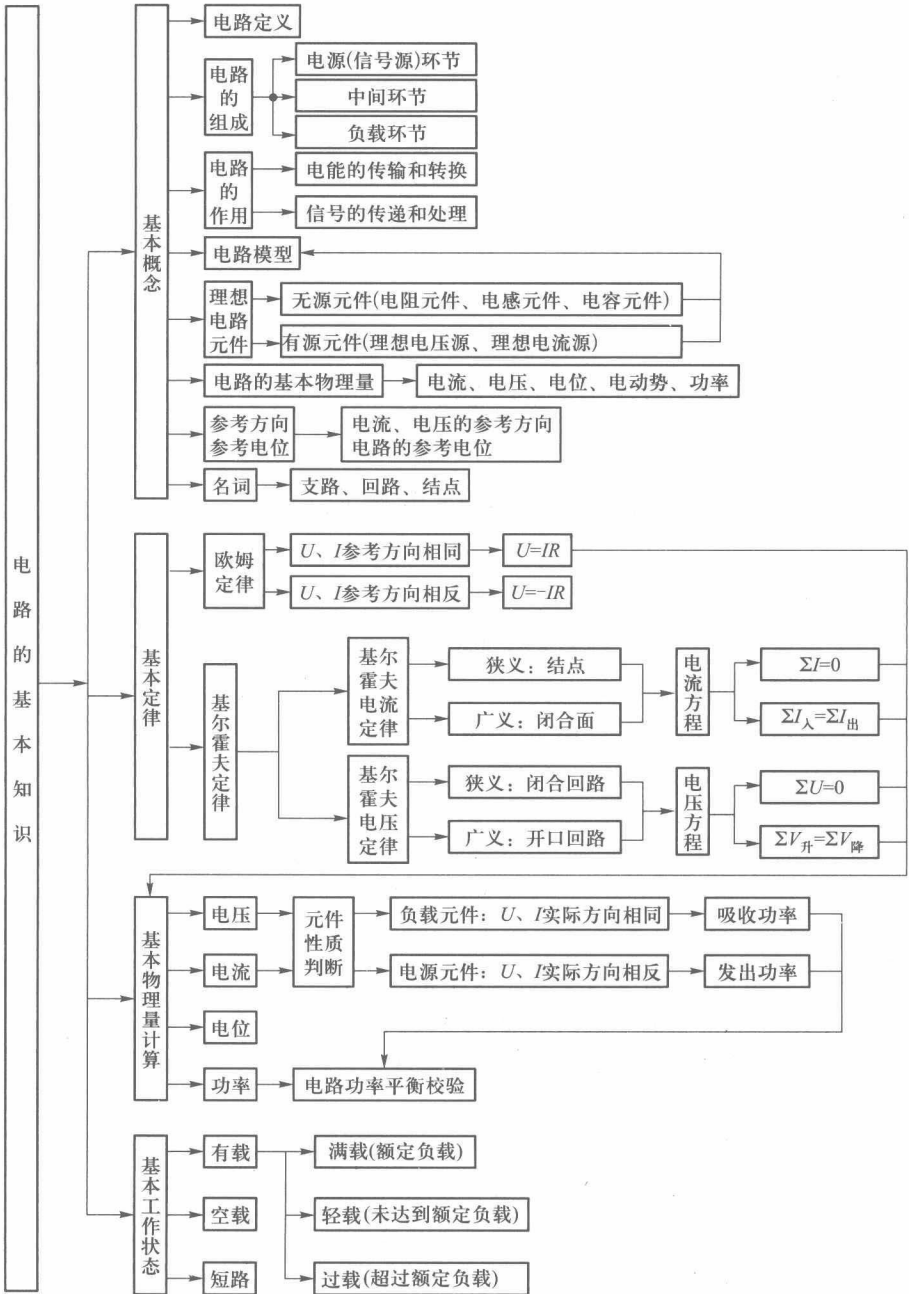 电路的基本知识
基本概念
电路定义
电路
的
组成
电源(信号源)环节
中间环节
负载环节
电路
的
作用
电能的传输和转换
信号的传递和处理
电路模型
理想
电路
元件
无源元件(电阻元件、电感元件、电容元件)
有源元件(理想电压源、理想电流源)
电路的基本物理量
电流、电压、电位、电动势、功率
参考方向
参考电位
电流、电压的参考方向
电路的参考电位
名词
支路、回路、结点
基本定律
欧姆
定律
U、I参考方向相同
U=IR
U、I参考方向相反
U=-IR
基尔霍夫定律
基尔
霍夫
电流
定律
狭义：结点
广义：闭合面
电流方程
ΣI=0
ΣI入=ΣI出
基尔
霍夫
电压
定律
狭义：闭合回路
广义：开口回路
电压方程
ΣU=0
ΣV升=ΣV降
基本物理量计算
电压
电流
电位
功率
元件
性质
判断
负载元件：U、I实际方向相同
吸收功率
电源元件：U、I实际方向相反
发出功率
电路功率平衡校验
基本工作状态
有载
空载
短路
满载(额定负载)
轻载(未达到额定负载)
过载(超过额定负载)